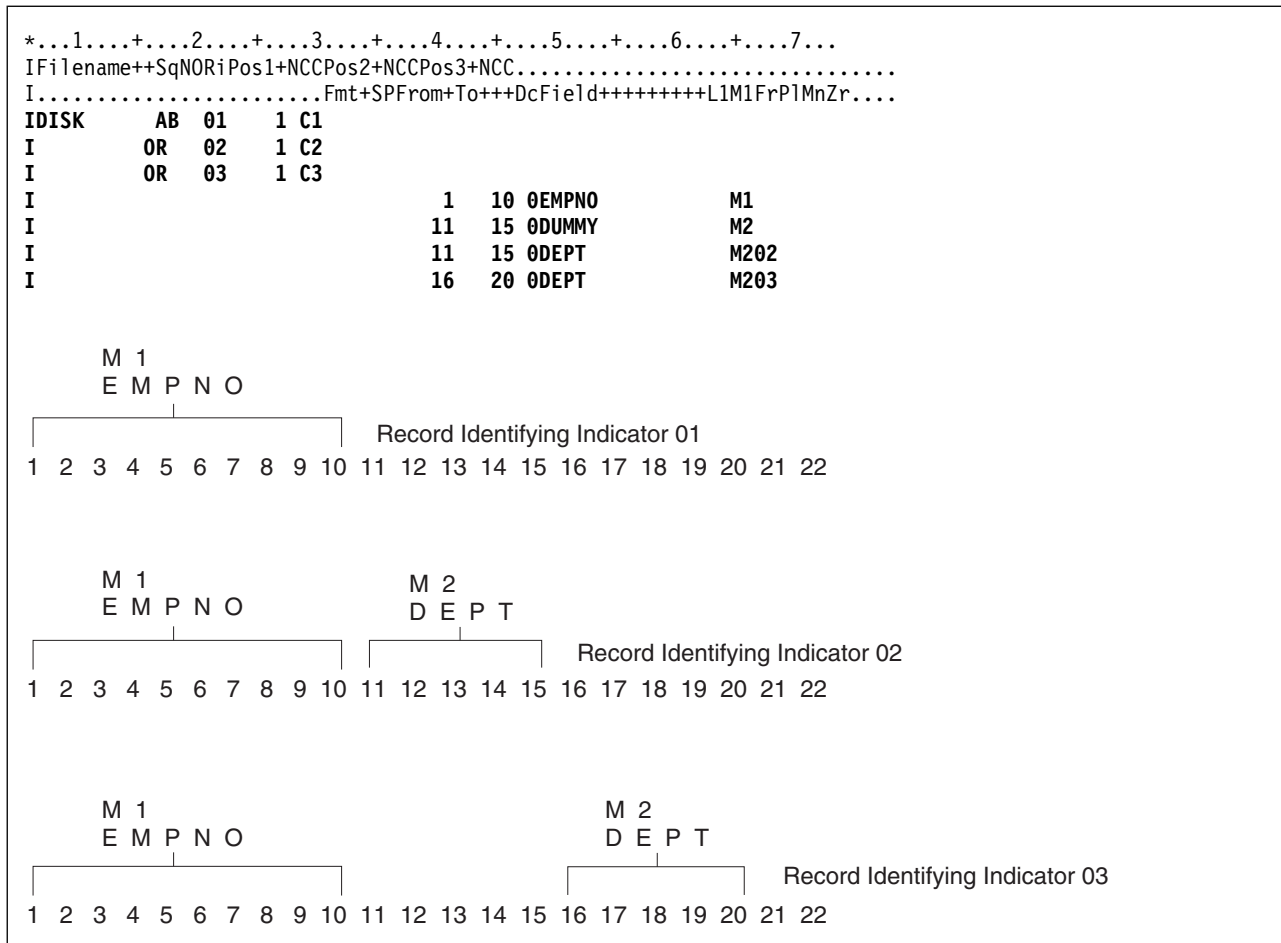 *...1....+....2....+....3....+....4....+....5....+....6....+....7...
IFilename++SqNORiPos1+NCCPos2+NCCPos3+NCC................................
I........................Fmt+SPFrom+To+++DcField+++++++++L1M1FrPlMnZr....
IDISK      AB  01    1 C1
I         OR   02    1 C2
I         OR   03    1 C3
I                                  1   10 0EMPNO           M1
I                                 11   15 0DUMMY           M2
I                                 11   15 0DEPT            M202
I                                 16   20 0DEPT            M203
M 1
E M P N O
Record Identifying Indicator 01
1 2 3 4 5 6 7 8 9 10 11 12 13 14 15 16 17 18 19 20 21 22
M 1 M 2
E M P N O D E P T
Record Identifying Indicator 02
1 2 3 4 5 6 7 8 9 10 11 12 13 14 15 16 17 18 19 20 21 22
M 1 M 2
E M P N O D E P T
Record Identifying Indicator 03
1 2 3 4 5 6 7 8 9 10 11 12 13 14 15 16 17 18 19 20 21 22